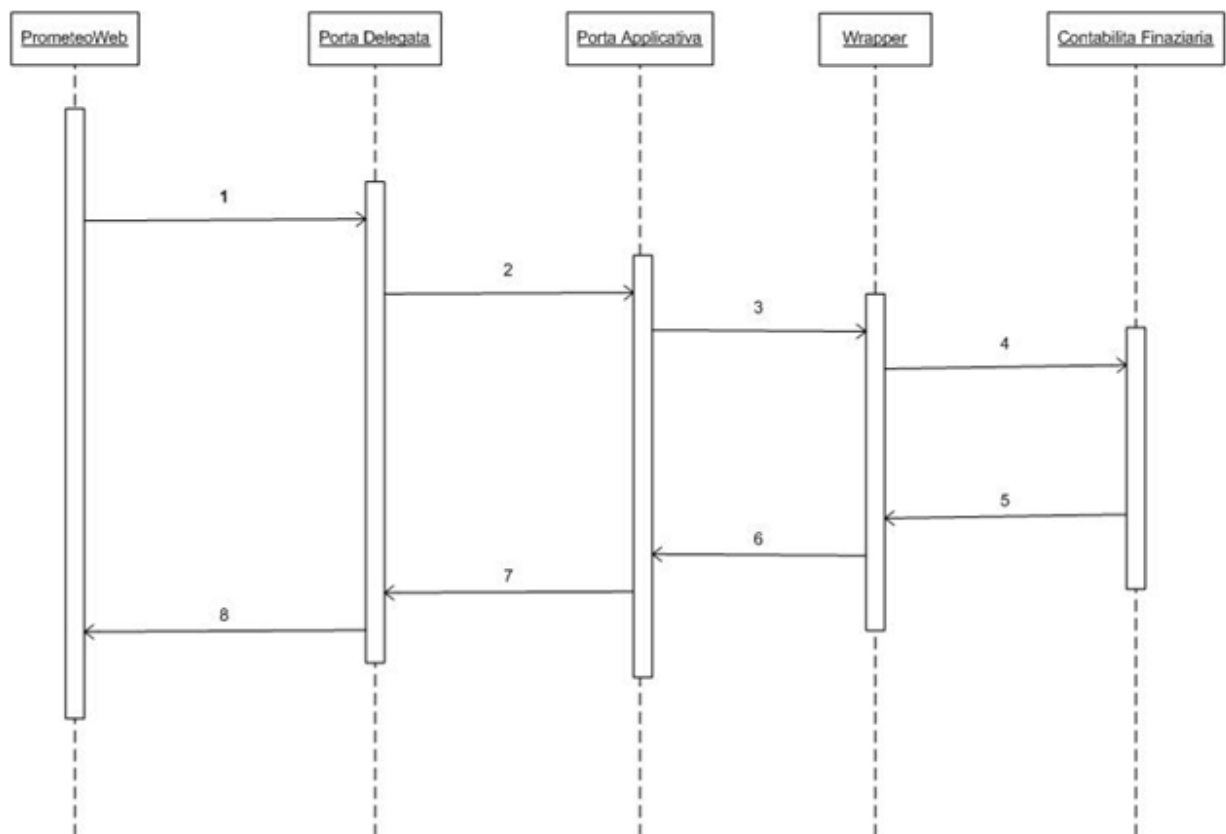 PrometeoWeb
Porta Delegata
Porta Applicativa
Wrapper
Contabilita Finaziaria
1
2
3
4
5
6
7
8